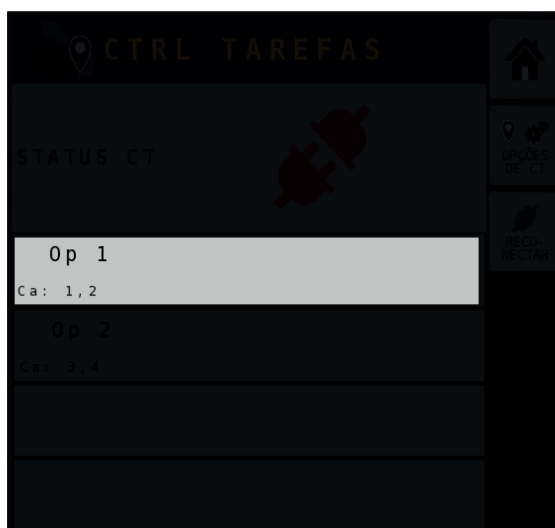 CTRL TAREFAS
STATUS CT
OPÇÕES
DE CT
RECO-
NECTAR
Op 1
Ca: 1,2
Op 2
Ca: 3,4